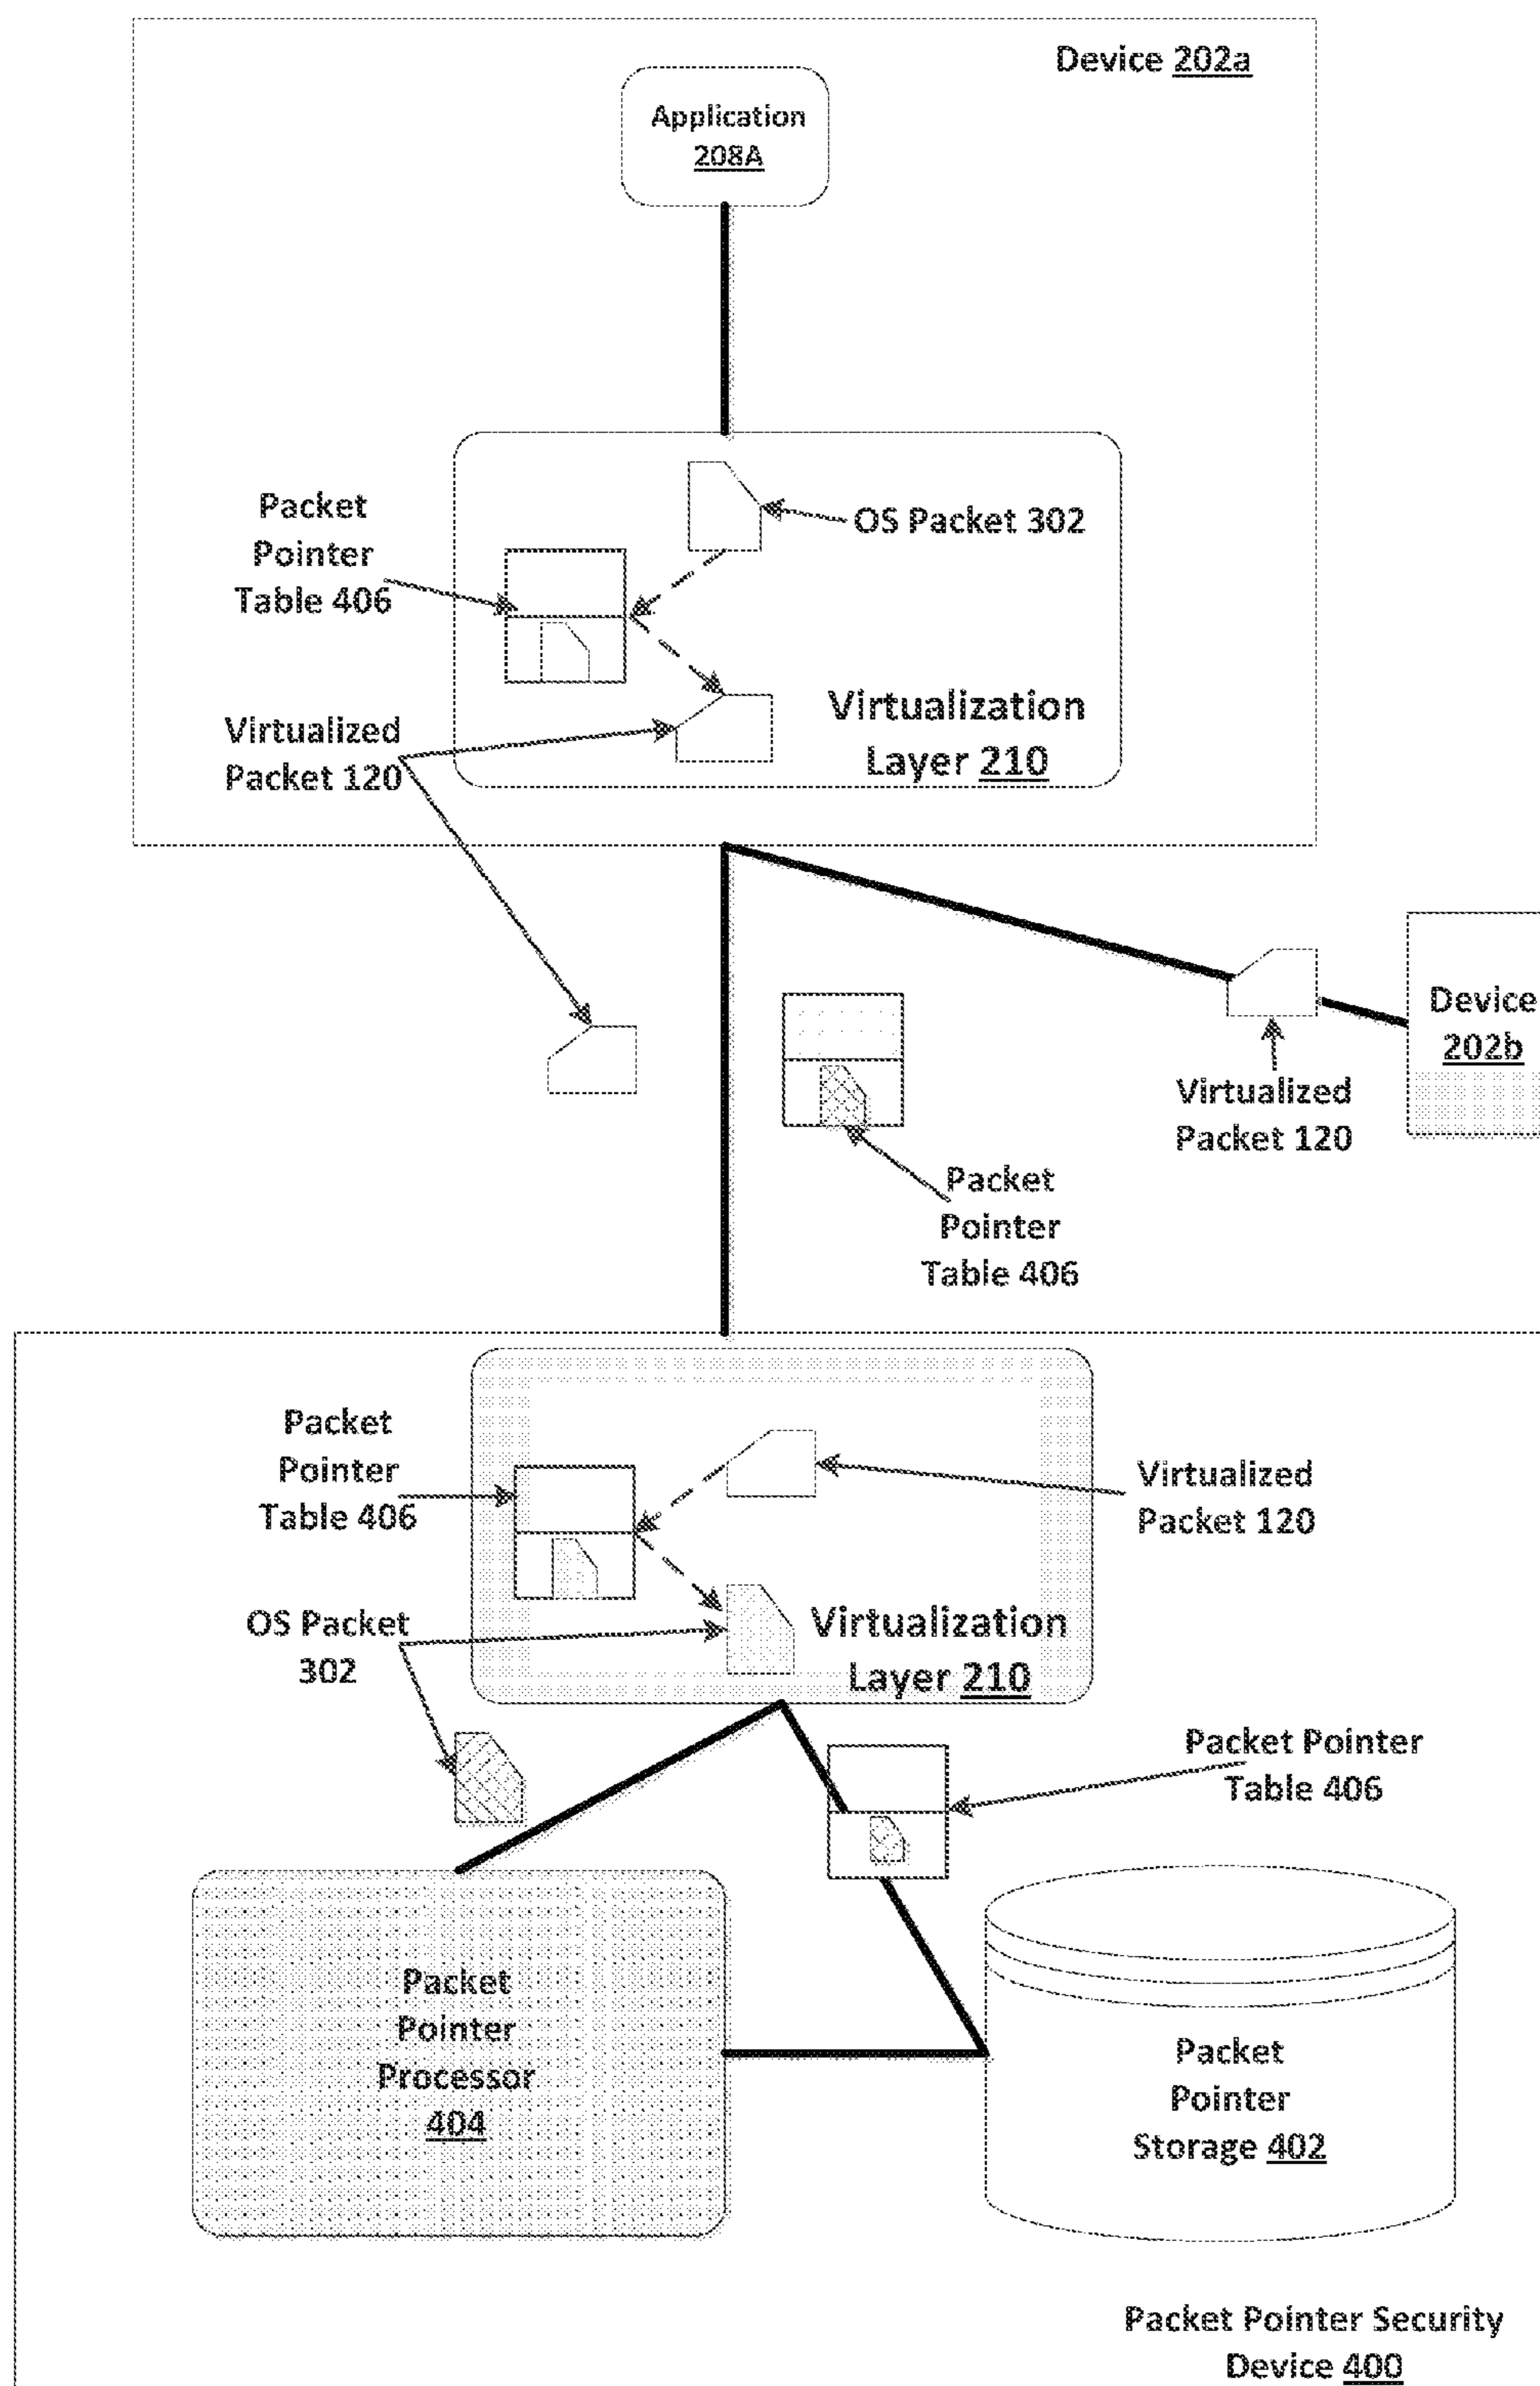 Device 202a
Application
208A
Packet
Pointer
Table 406
OS Packet 302
Virtualized
Packet 120
Virtualization
Layer 210
Device
202b
Virtualized
Packet 120
Packet
Pointer
Table 406
Packet
Pointer
Table 406
Virtualized
Packet 120
OS Packet
302
Virtualization
Layer 210
Packet Pointer
Table 406
Packet
Pointer
Processor
404
Packet
Pointer
Storage 402
Packet Pointer Security
Device 400